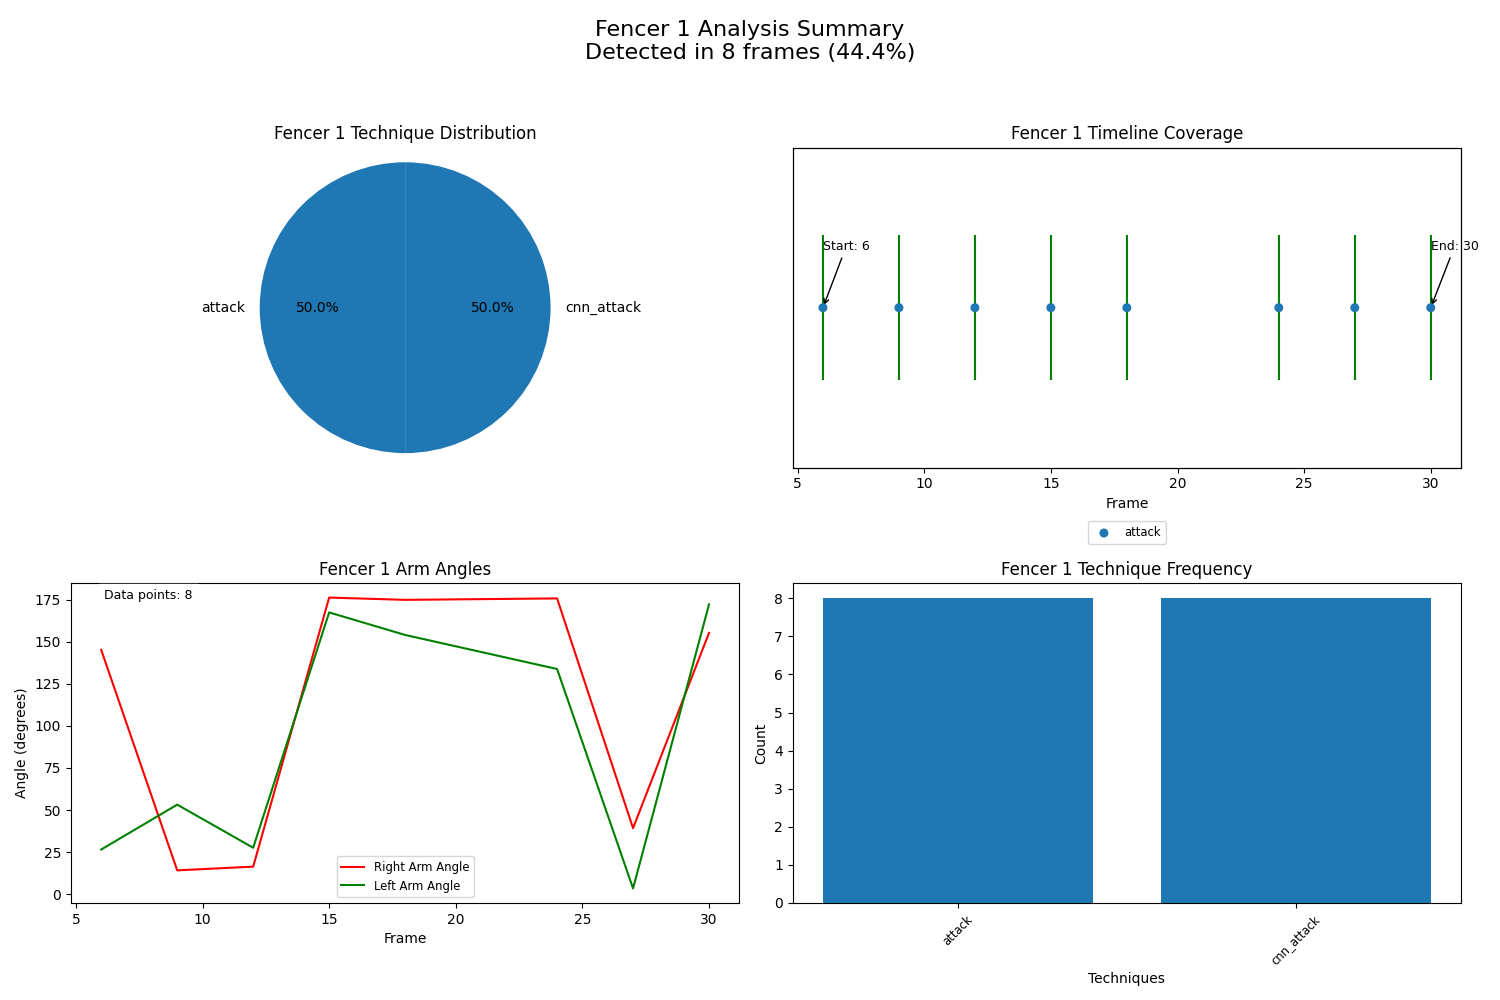 Fencer 1 Analysis Summary
Detected in 8 frames (44.4%)
Fencer 1 Technique Distribution
attack
50.0%
50.0%
cnn_attack
Fencer 1 Timeline Coverage
Start: 6
End: 30
5
10
15
20
25
30
Frame
attack
Fencer 1 Arm Angles
Data points: 8
175
150
125
100
75
50
25
0
Angle (degrees)
Right Arm Angle
Left Arm Angle
5
10
15
20
25
30
Frame
Fencer 1 Technique Frequency
8
7
6
5
4
3
2
1
0
Count
attack
cnn_attack
Techniques